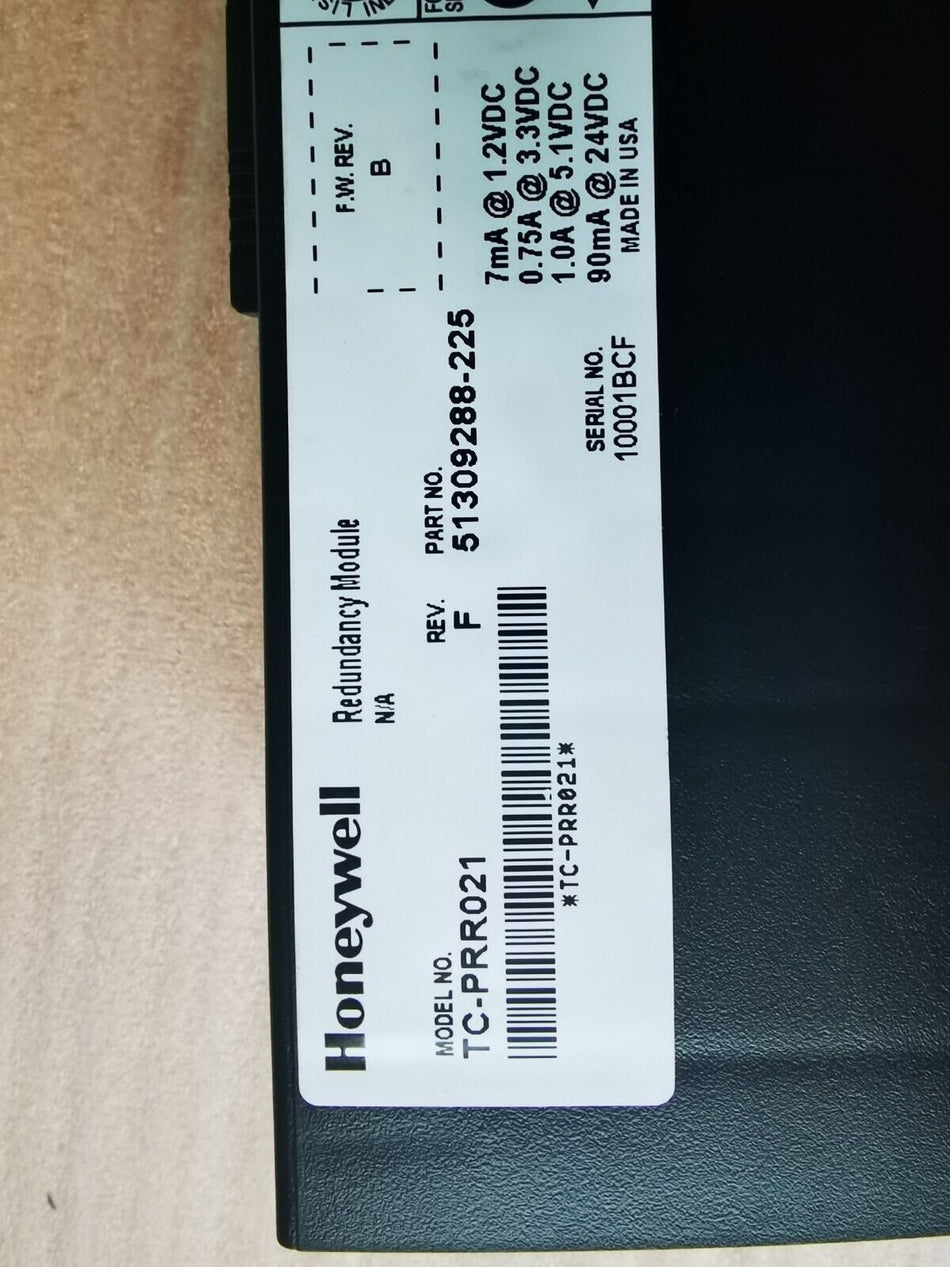 Honeywell
Redundancy Module
N/A
F.W. REV.
B
MODEL NO.
TC-PRR021
REV.
F
PART NO.
51309288-225
*TC-PRR021*
SERIAL NO.
10001BCF
7mA @ 1.2VDC
0.75A @ 3.3VDC
1.0A @ 5.1VDC
90mA @ 24VDC
MADE IN USA